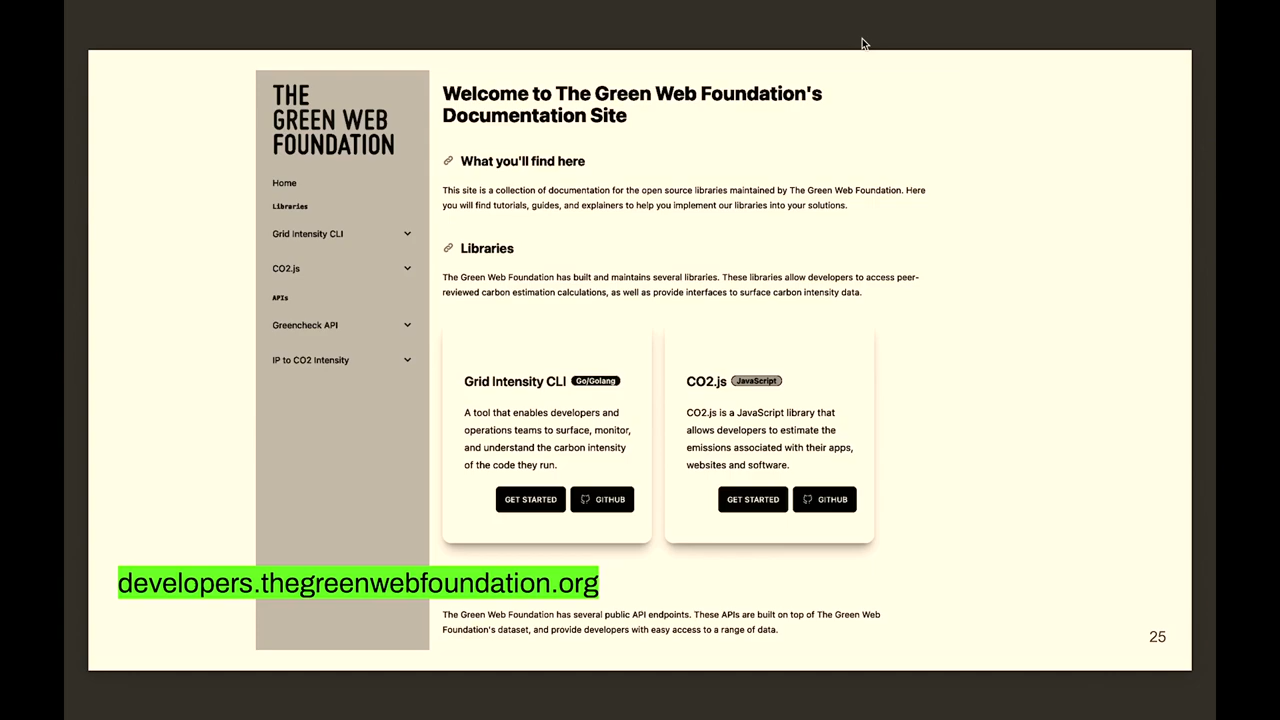 THE
GREEN WEB
FOUNDATION
Home
Libraries
Grid Intensity CLI
CO2.js
APIs
Greencheck API
IP to CO2 Intensity
Welcome to The Green Web Foundation's
Documentation Site
What you'll find here
This site is a collection of documentation for the open source libraries maintained by The Green Web Foundation. Here
you will find tutorials, guides, and explainers to help you implement our libraries into your solutions.
Libraries
The Green Web Foundation has built and maintains several libraries. These libraries allow developers to access peer-
reviewed carbon estimation calculations, as well as provide interfaces to surface carbon intensity data.
Grid Intensity CLI Go/Golang
A tool that enables developers and
operations teams to surface, monitor,
and understand the carbon intensity
of the code they run.
GET STARTED GITHUB
CO2.js JavaScript
CO2.js is a JavaScript library that
allows developers to estimate the
emissions associated with their apps,
websites and software.
GET STARTED GITHUB
developers.thegreenwebfoundation.org
The Green Web Foundation has several public API endpoints. These APIs are built on top of The Green Web
Foundation's dataset, and provide developers with easy access to a range of data.
25